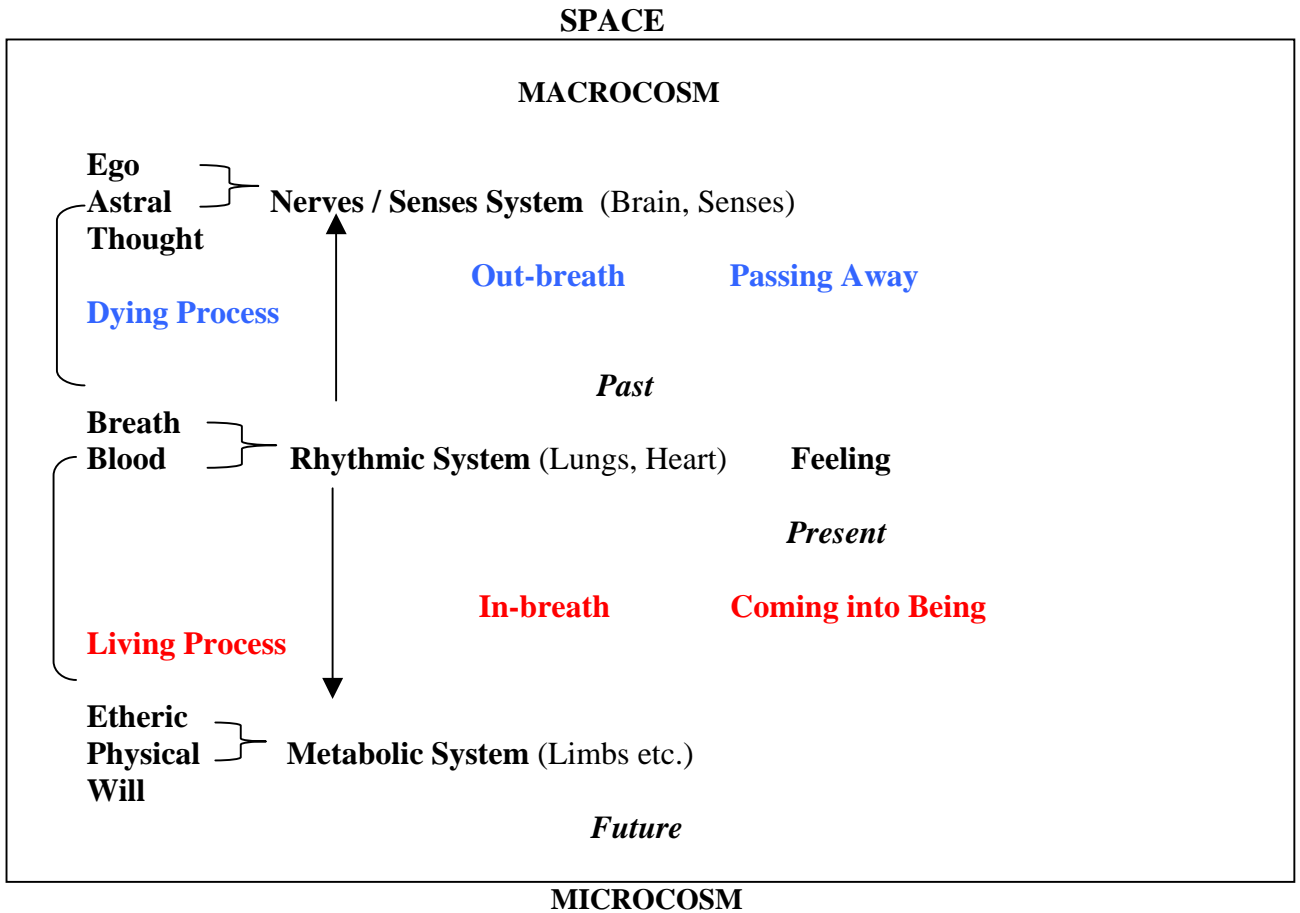 SPACE
MACROCOSM
Ego
Astral Nerves / Senses System (Brain, Senses)
Thought
Out-breath Passing Away
Dying Process
Past
Breath
Blood Rhythmic System (Lungs, Heart) Feeling
Present
In-breath Coming into Being
Living Process
Etheric
Physical Metabolic System (Limbs etc.)
Will
Future
MICROCOSM